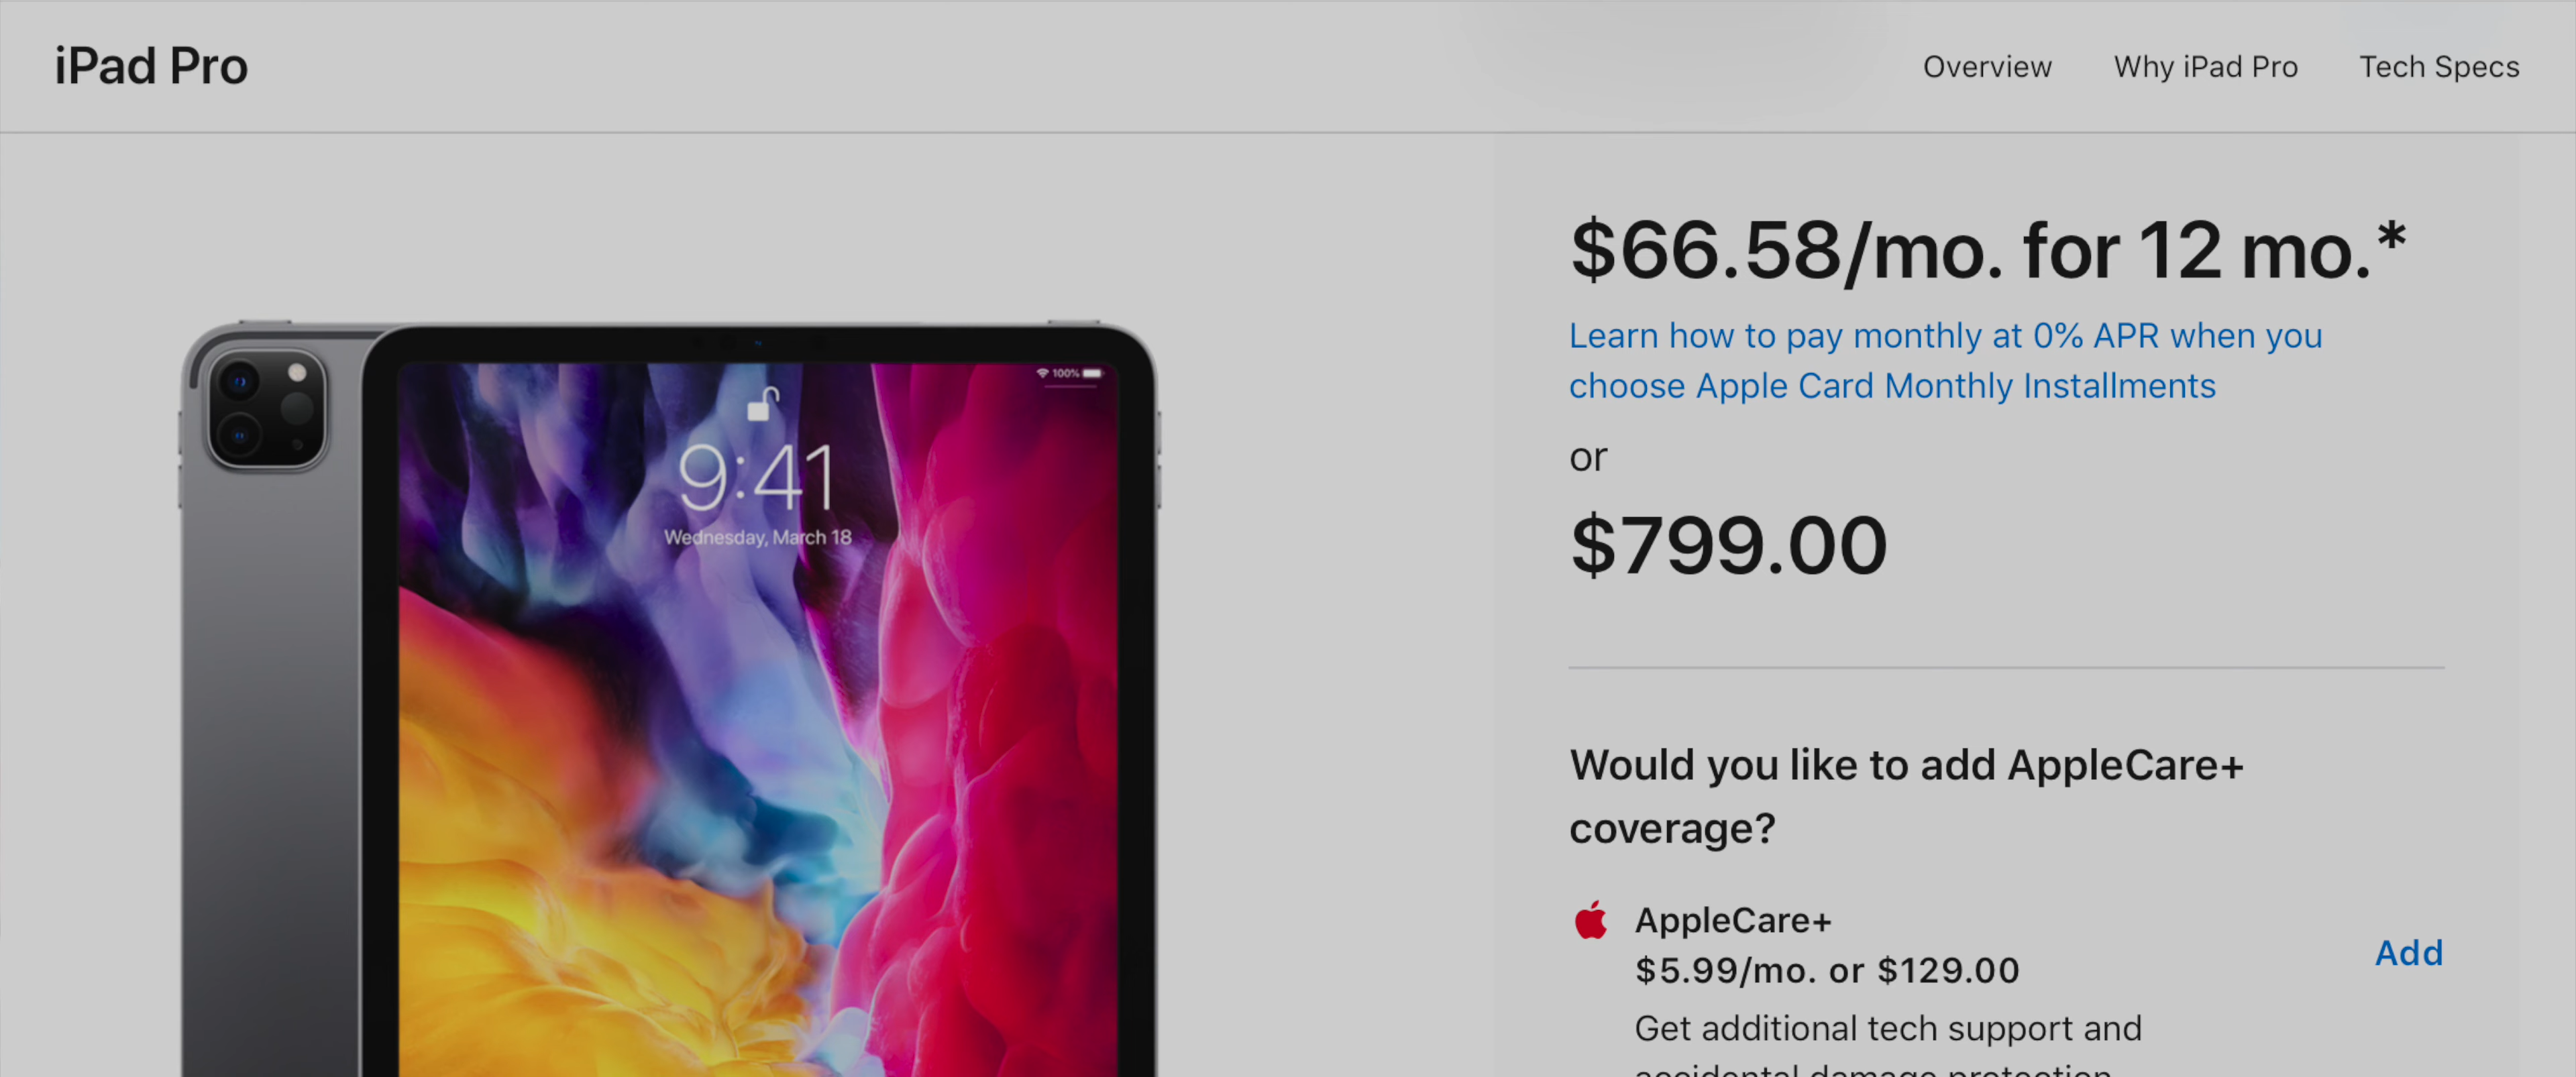 iPad Pro
Overview Why iPad Pro Tech Specs
100%
9:41
Wednesday, March 18
$66.58/mo. for 12 mo.*
Learn how to pay monthly at 0% APR when you
choose Apple Card Monthly Installments
or
$799.00
Would you like to add AppleCare+
coverage?
AppleCare+
$5.99/mo. or $129.00
Add
Get additional tech support and
accidental damage protection